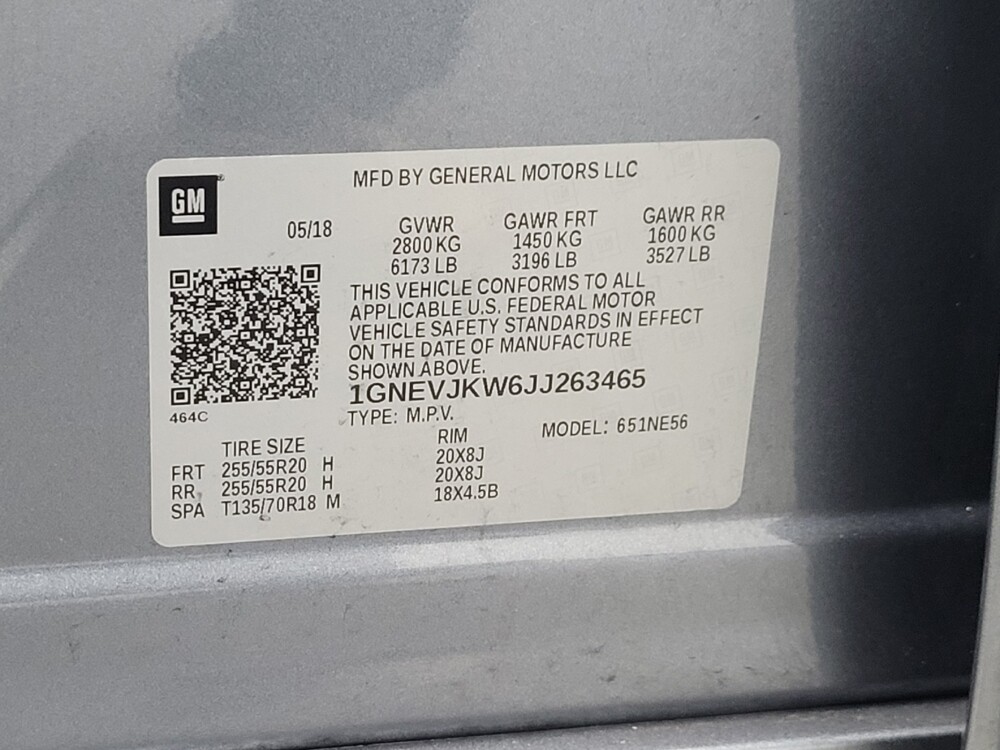 GM
MFD BY GENERAL MOTORS LLC
05/18
GVWR GAWR FRT GAWR RR
2800 KG 1450 KG 1600 KG
6173 LB 3196 LB 3527 LB
THIS VEHICLE CONFORMS TO ALL
APPLICABLE U.S. FEDERAL MOTOR
VEHICLE SAFETY STANDARDS IN EFFECT
ON THE DATE OF MANUFACTURE
SHOWN ABOVE.
1GNEVJKW6JJ263465
464C
TYPE: M.P.V.
MODEL: 651NE56
TIRE SIZE RIM
FRT 255/55R20 H 20X8J
RR 255/55R20 H 20X8J
SPA T135/70R18 M 18X4.5B